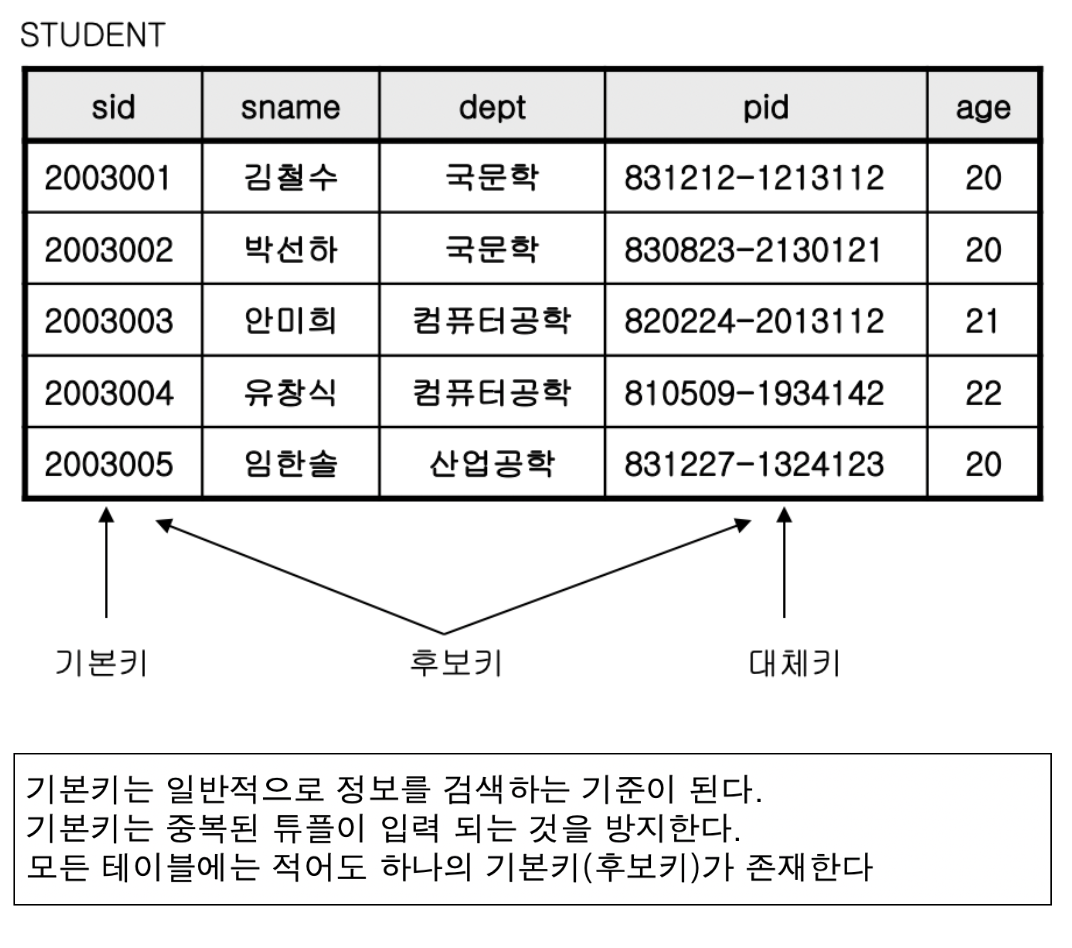 STUDENT
sid sname dept pid age
2003001 김철수 국문학 831212-1213112 20
2003002 박선하 국문학 830823-2130121 20
2003003 안미희 컴퓨터공학 820224-2013112 21
2003004 유창식 컴퓨터공학 810509-1934142 22
2003005 임한솔 산업공학 831227-1324123 20
기본키 후보키 대체키
기본키는 일반적으로 정보를 검색하는 기준이 된다.
기본키는 중복된 튜플이 입력 되는 것을 방지한다.
모든 테이블에는 적어도 하나의 기본키(후보키)가 존재한다